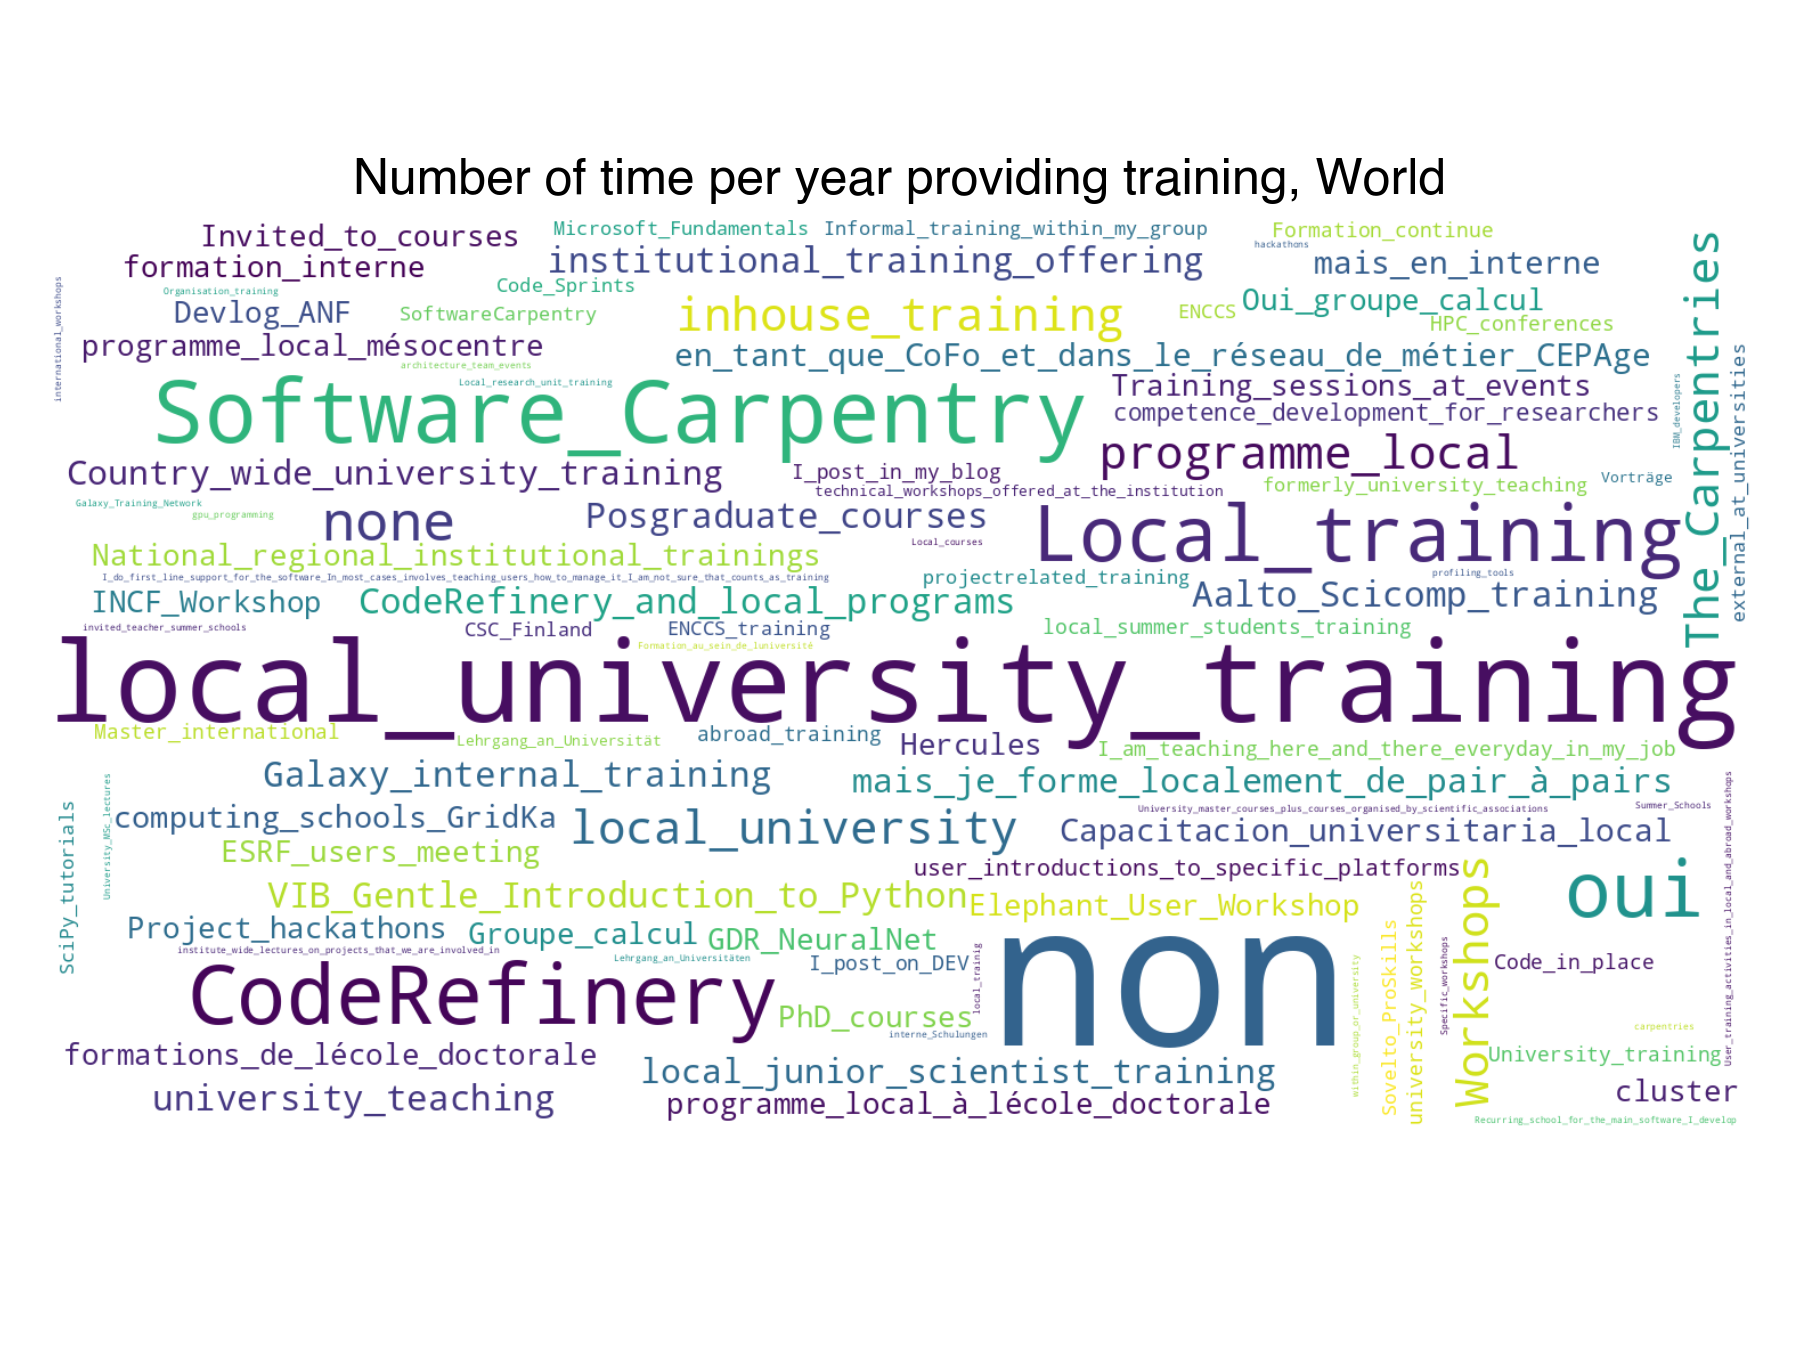 Number of time per year providing training, World
Invited_to_courses
Microsoft_Fundamentals
Informal_training_within_my_group
Formation_continue
hackathons
formation_interne
institutional_training_offering
mais_en_interne
international_workshops
Organisation_training
Code_Sprints
Devlog_ANF
SoftwareCarpentry
inhouse_training
ENCCS
Oui_groupe_calcul
HPC_conferences
The_Carpentries
programme_local_mésocentre
architecture_team_events
en_tant_que_CoFo_et_dans_le_réseau_de_métier_CEPAge
Local_research_unit_training
Software_Carpentry
Training_sessions_at_events
competence_development_for_researchers
IBM_developers
external_at_universities
programme_local
Country_wide_university_training
I_post_in_my_blog
technical_workshops_offered_at_the_institution
formerly_university_teaching
Vorträge
Galaxy_Training_Network
gpu_programming
none
Posgraduate_courses
Local_training
Local_courses
National_regional_institutional_trainings
I_do_first_line_support_for_the_software_In_most_cases_involves_teaching_users_how_to_manage_it_I_am_not_sure_that_counts_as_training
projectrelated_training
profiling_tools
INCF_Workshop
CodeRefinery_and_local_programs
Aalto_Scicomp_training
invited_teacher_summer_schools
CSC_Finland
ENCCS_training
Formation_au_sein_de_luniversité
local_summer_students_training
local_university_training
Master_international
Lehrgang_an_Universität
abroad_training
Hercules
I_am_teaching_here_and_there_everyday_in_my_job
Galaxy_internal_training
mais_je_forme_localement_de_pair_à_pairs
University_MSc_lectures
SciPy_tutorials
computing_schools_GridKa
local_university
University_master_courses_plus_courses_organised_by_scientific_associations
Summer_Schools
Capacitacion_universitaria_local
User_training_activities_in_local_and_abroad_workshops
ESRF_users_meeting
user_introductions_to_specific_platforms
VIB_Gentle_Introduction_to_Python
Elephant_User_Workshop
university_workshops
Workshops
oui
Project_hackathons
Groupe_calcul
GDR_NeuralNet
institute_wide_lectures_on_projects_that_we_are_involved_in
Lehrgang_an_Universitäten
I_post_on_DEV
local_trainig
non
within_group_or_university
Sovelto_ProSkills
Specific_workshops
Code_in_place
CodeRefinery
PhD_courses
interne_Schulungen
carpentries
formations_de_lécole_doctorale
local_junior_scientist_training
University_training
university_teaching
programme_local_à_lécole_doctorale
cluster
Recurring_school_for_the_main_software_I_develop